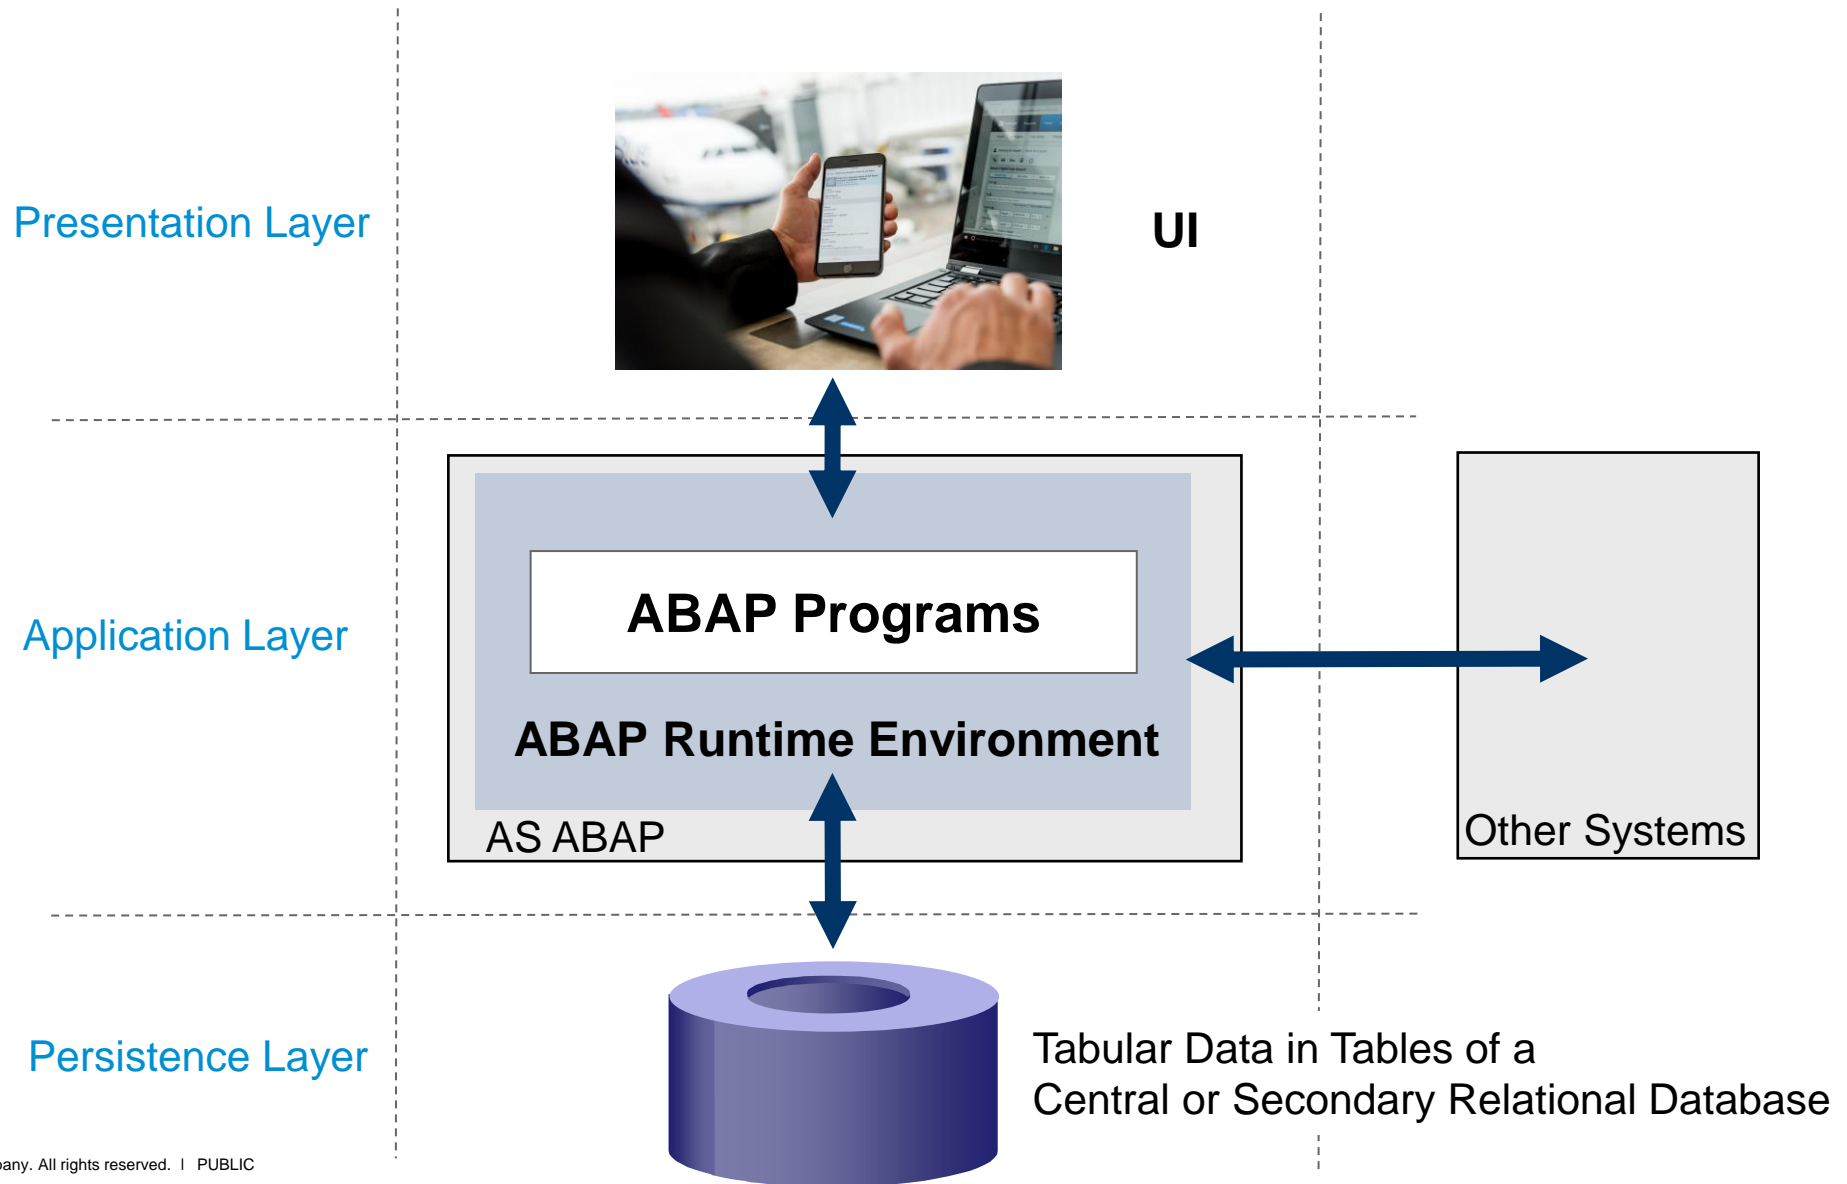 Presentation Layer
UI
Application Layer
ABAP Programs
ABAP Runtime Environment
AS ABAP
Other Systems
Persistence Layer
Tabular Data in Tables of a
Central or Secondary Relational Database
All rights reserved. | PUBLIC